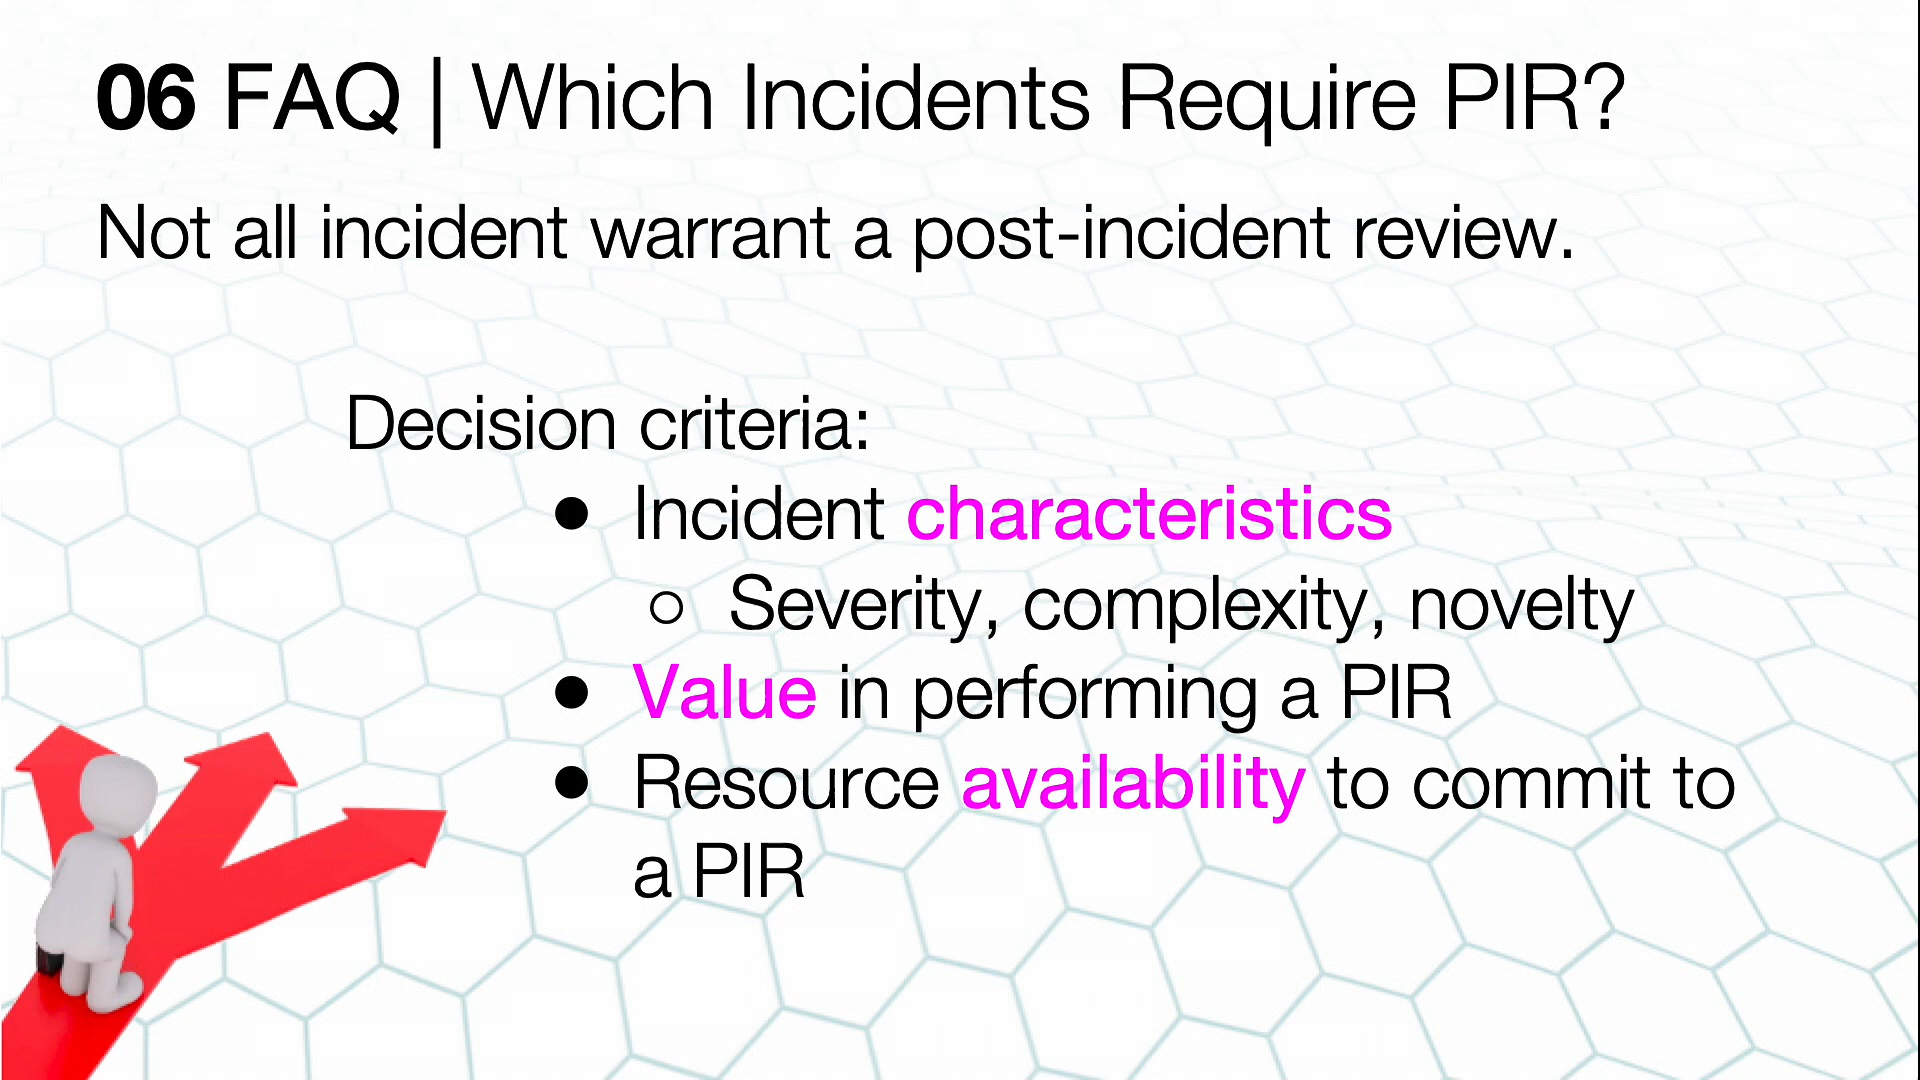 06 FAQ | Which Incidents Require PIR?
Not all incident warrant a post-incident review.
Decision criteria:
● Incident characteristics
○ Severity, complexity, novelty
● Value in performing a PIR
● Resource availability to commit to
a PIR